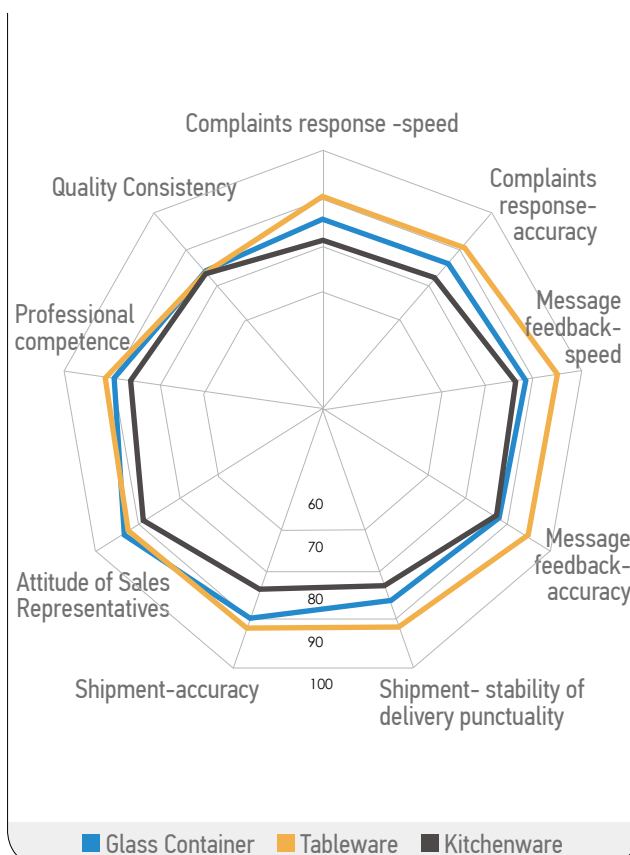 Complaints response -speed
Quality Consistency
Complaints
response-
accuracy
Message
feedback-
speed
Professional
competence
60
70
80
90
100
Message
feedback-
accuracy
Attitude of Sales
Representatives
Shipment-accuracy
Shipment- stability of
delivery punctuality
Glass Container
Tableware
Kitchenware